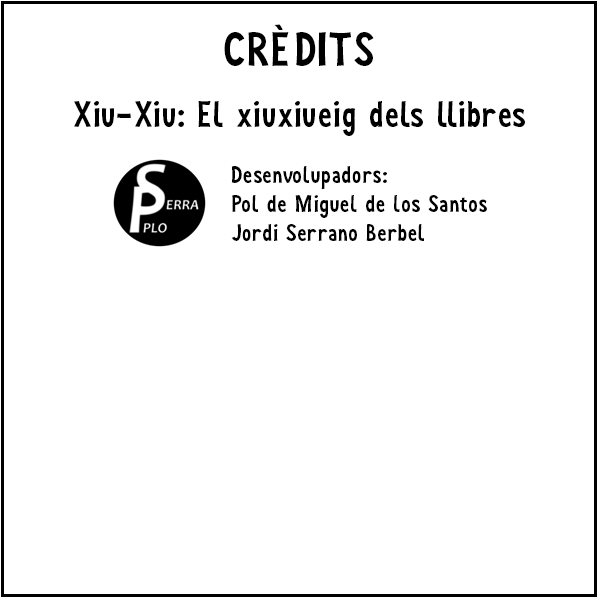 CRÈDITS
Xiu-Xiu: El xiuxiueig dels llibres
SERRA
PLO
Desenvolupadors:
Pol de Miguel de los Santos
Jordi Serrano Berbel